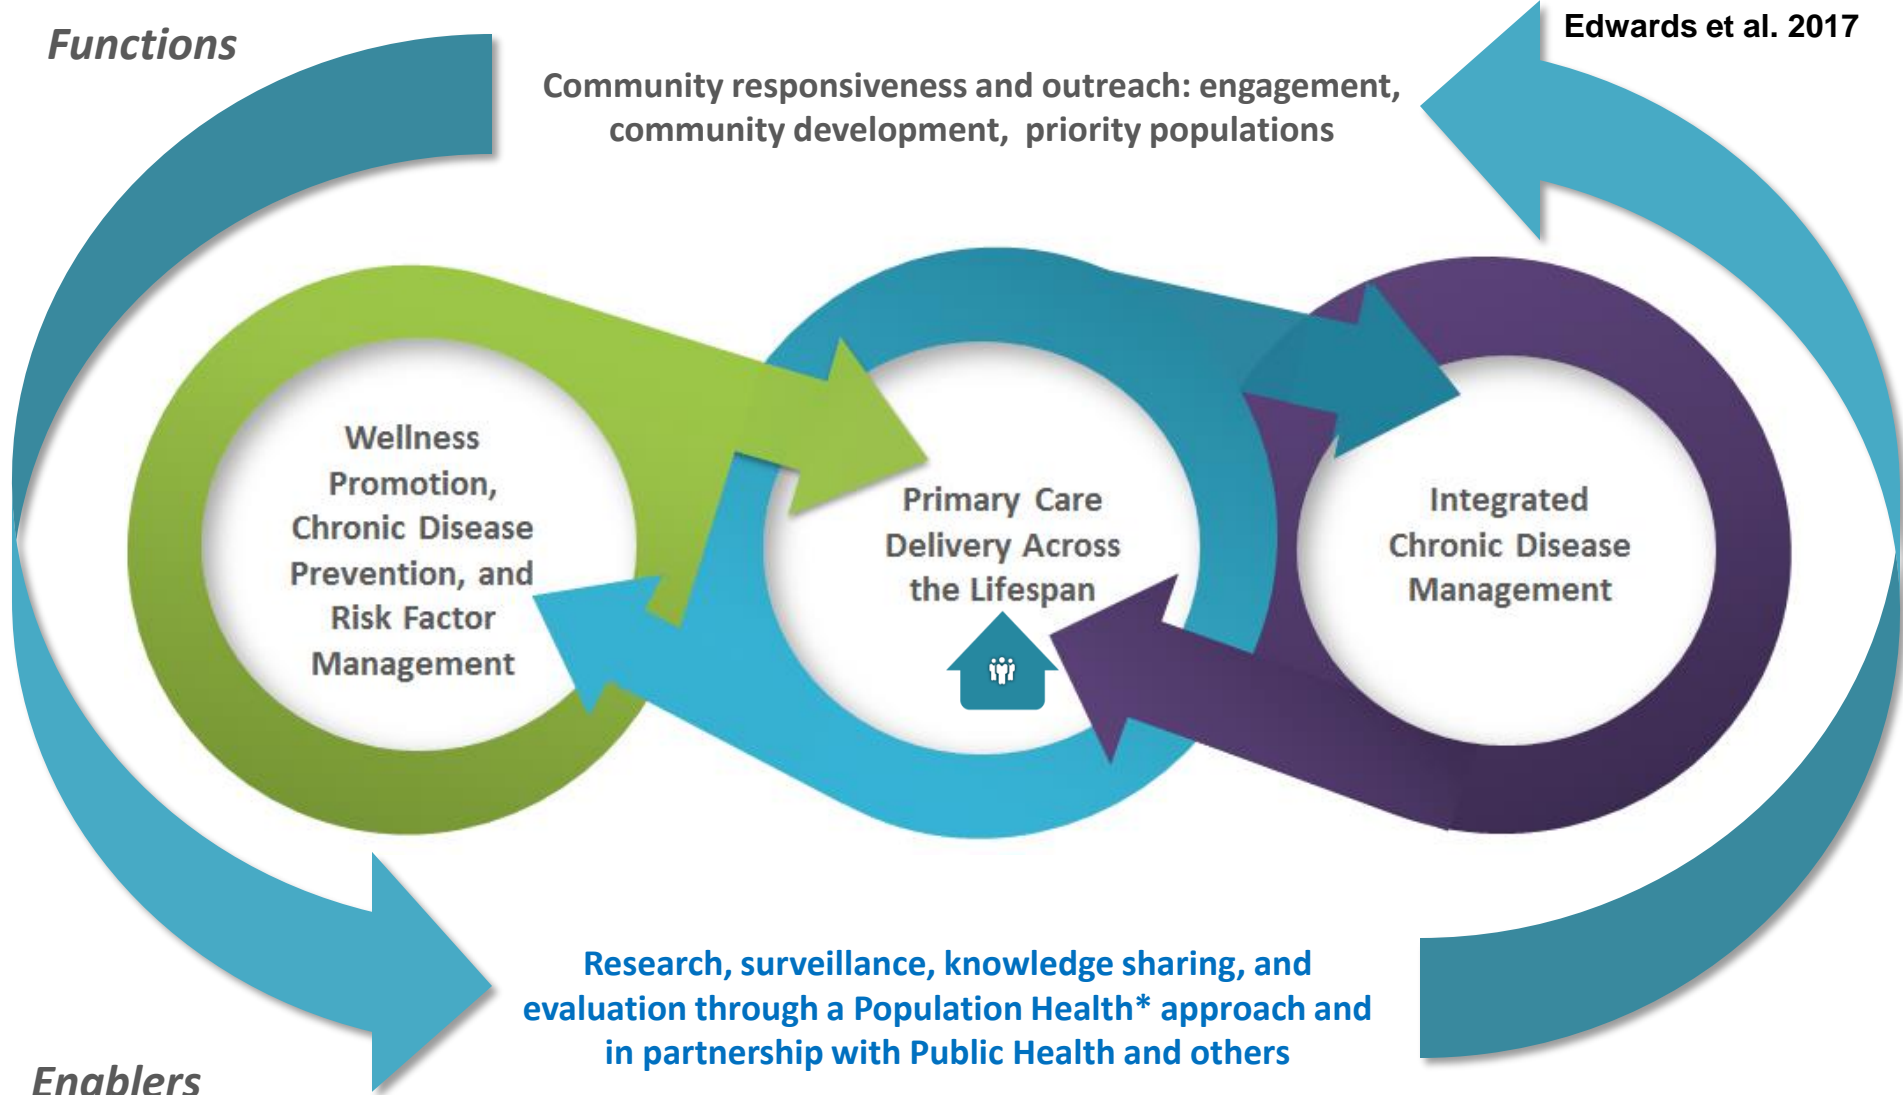 Functions
Edwards et al. 2017
Community responsiveness and outreach: engagement,
community development, priority populations
Wellness
Promotion,
Chronic Disease
Prevention, and
Risk Factor
Management
Primary Care
Delivery Across
the Lifespan
Integrated
Chronic Disease
Management
Research, surveillance, knowledge sharing, and
evaluation through a Population Health* approach and
in partnership with Public Health and others
Enablers